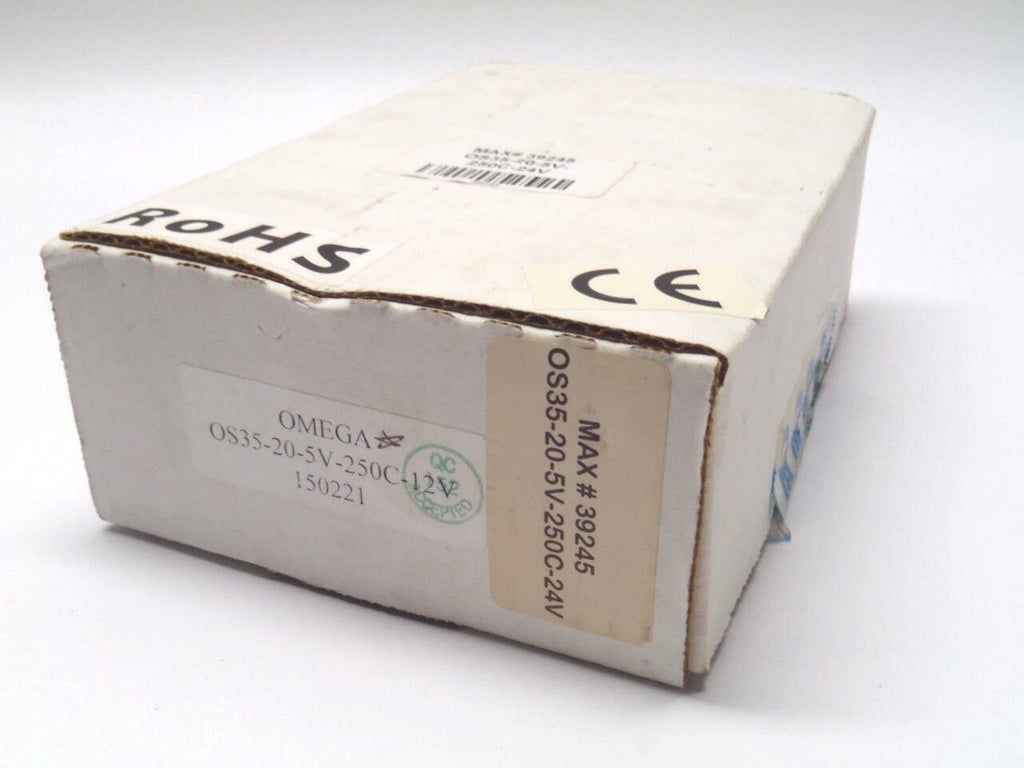 MAX# 39245
OS35-20-5V-
250C-24V
RoHS
CE
OMEGA
OS35-20-5V-250C-12V
150221
QC
ACCEPTED
MAX # 39245
OS35-20-5V-250C-24V